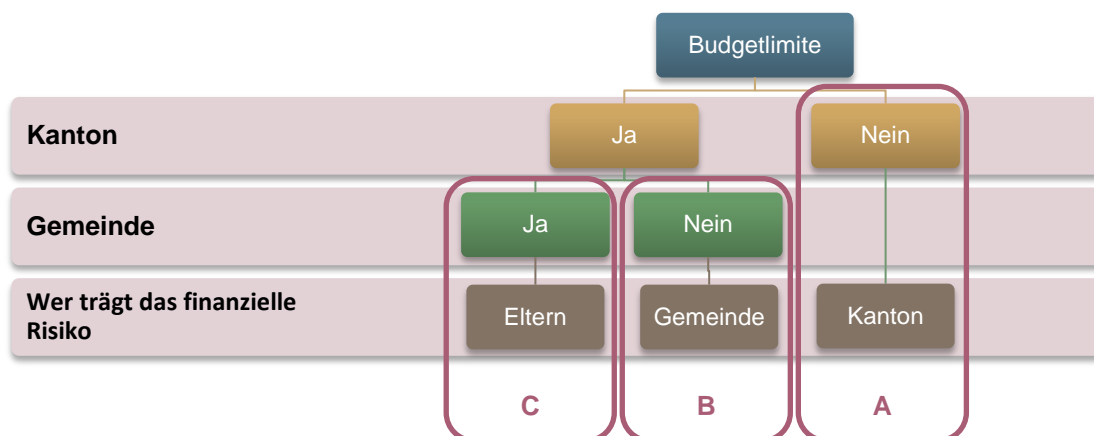 Budgetlimite
Kanton
Ja
Nein
Gemeinde
Ja
Nein
Wer trägt das finanzielle
Risiko
Eltern
Gemeinde
Kanton
C
B
A